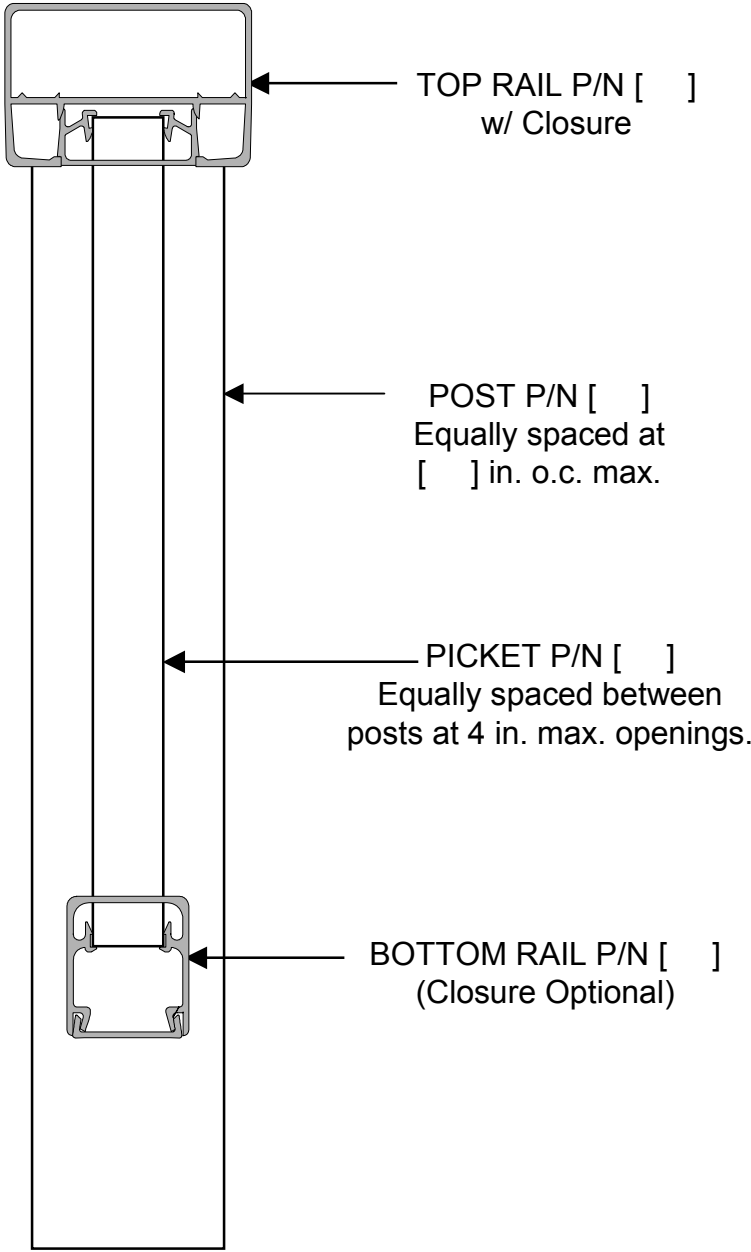 TOP RAIL P/N [    ]
w/ Closure
POST P/N [    ]
Equally spaced at
[    ] in. o.c. max.
PICKET P/N [    ]
Equally spaced between
posts at 4 in. max. openings.
BOTTOM RAIL P/N [    ]
(Closure Optional)